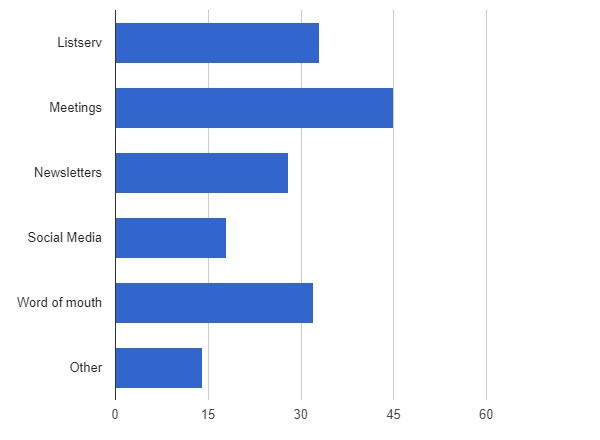 Listserv
Meetings
Newsletters
Social Media
Word of mouth
Other
0 15 30 45 60